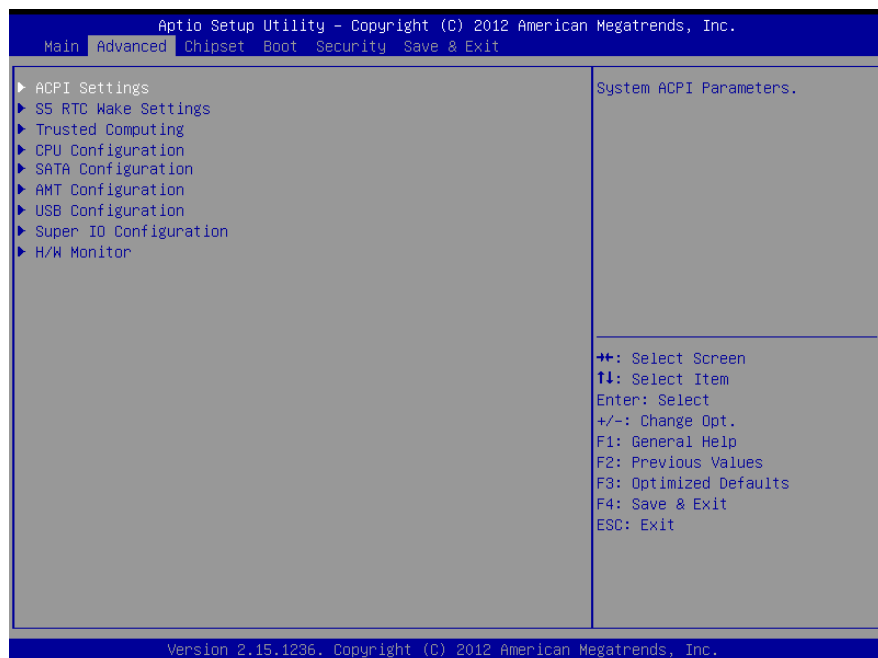 Aptio Setup Utility – Copyright (C) 2012 American Megatrends, Inc.
Main Advanced Chipset Boot Security Save & Exit
ACPI Settings
S5 RTC Wake Settings
Trusted Computing
CPU Configuration
SATA Configuration
AMT Configuration
USB Configuration
Super IO Configuration
H/W Monitor
System ACPI Parameters.
→←: Select Screen
↑↓: Select Item
Enter: Select
+/-: Change Opt.
F1: General Help
F2: Previous Values
F3: Optimized Defaults
F4: Save & Exit
ESC: Exit
Version 2.15.1236. Copyright (C) 2012 American Megatrends, Inc.